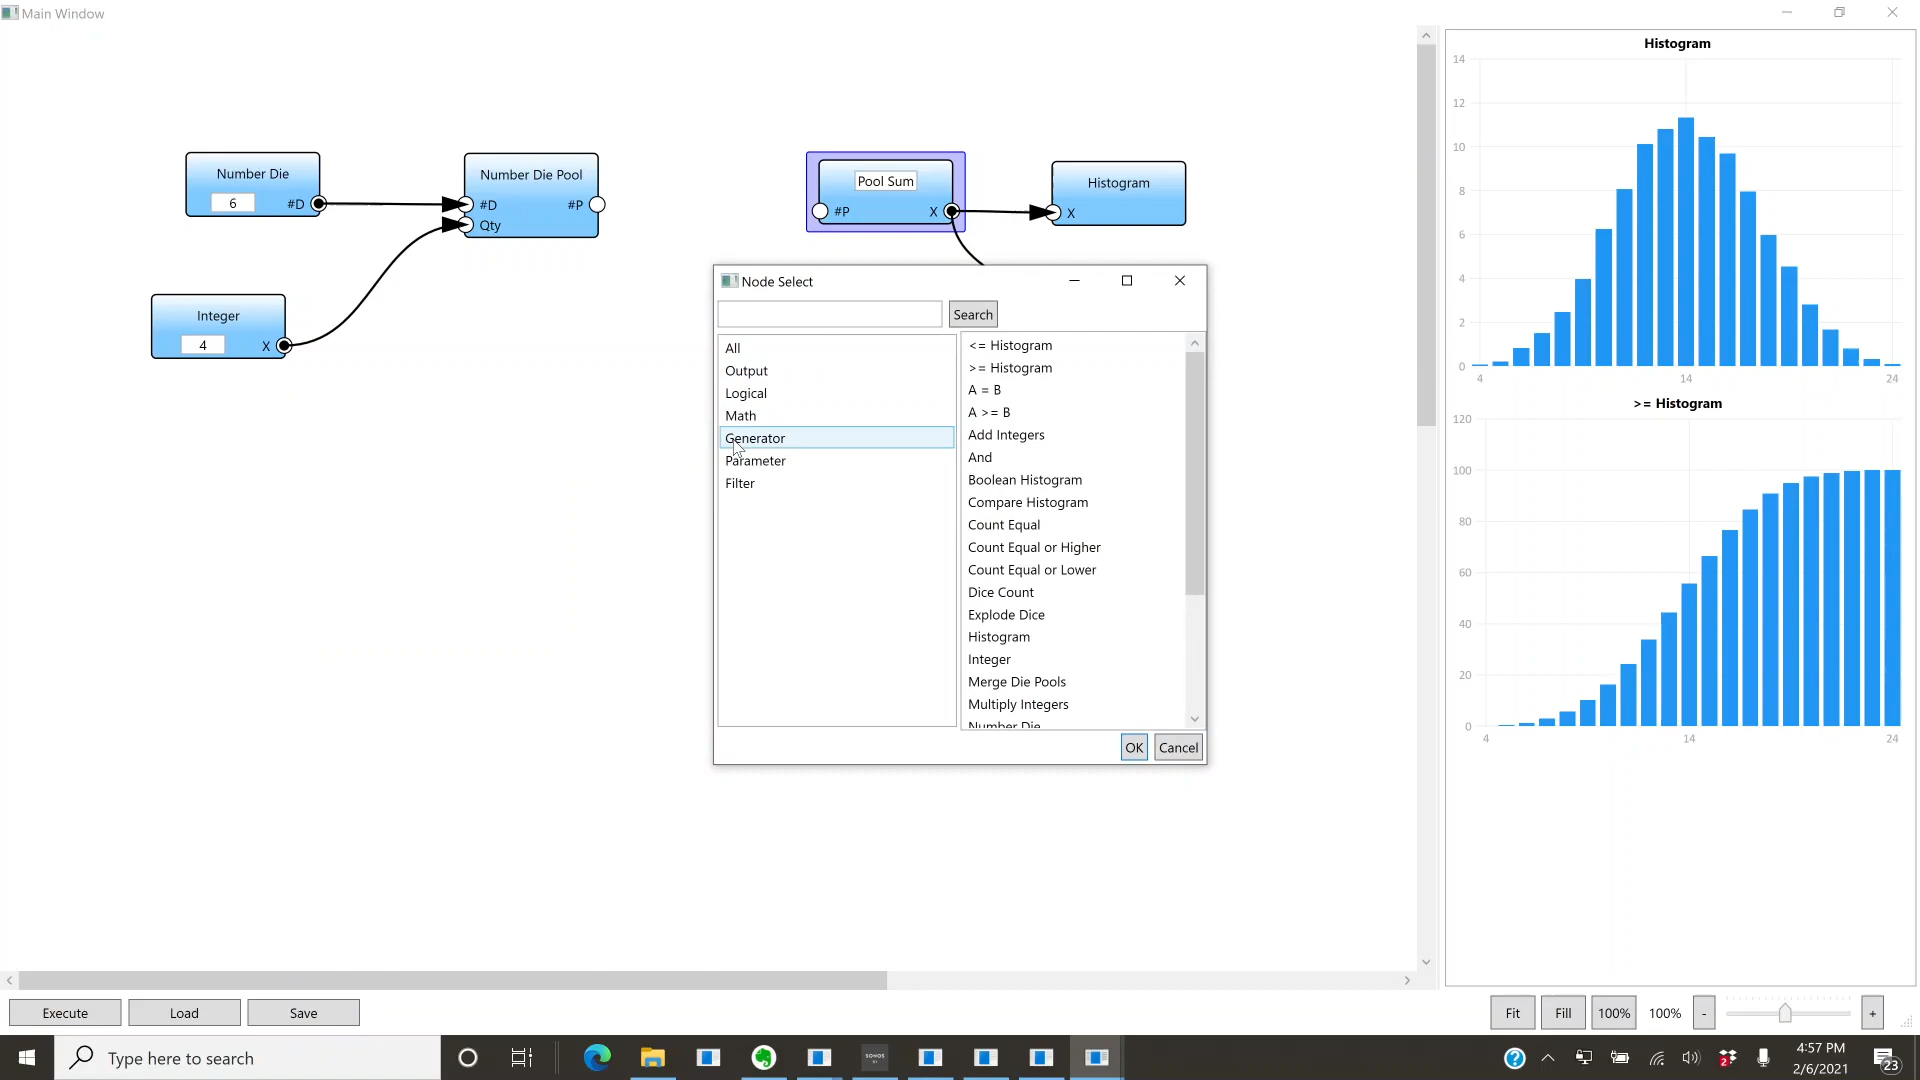 Main Window
Number Die
6
#D
Number Die Pool
#D
#P
Qty
Integer
4
X
Pool Sum
#P
X
Histogram
X
Node Select
Search
All
Output
Logical
Math
Generator
Parameter
Filter
<= Histogram
>= Histogram
A = B
A >= B
Add Integers
And
Boolean Histogram
Compare Histogram
Count Equal
Count Equal or Higher
Count Equal or Lower
Dice Count
Explode Dice
Histogram
Integer
Merge Die Pools
Multiply Integers
Number Die
OK
Cancel
Histogram
14
12
10
8
6
4
2
0
4
14
24
>= Histogram
120
100
80
60
40
20
0
4
14
24
Execute
Load
Save
Fit
Fill
100%
100%
-
+
Type here to search
SONOS
2
4:57 PM
2/6/2021
23